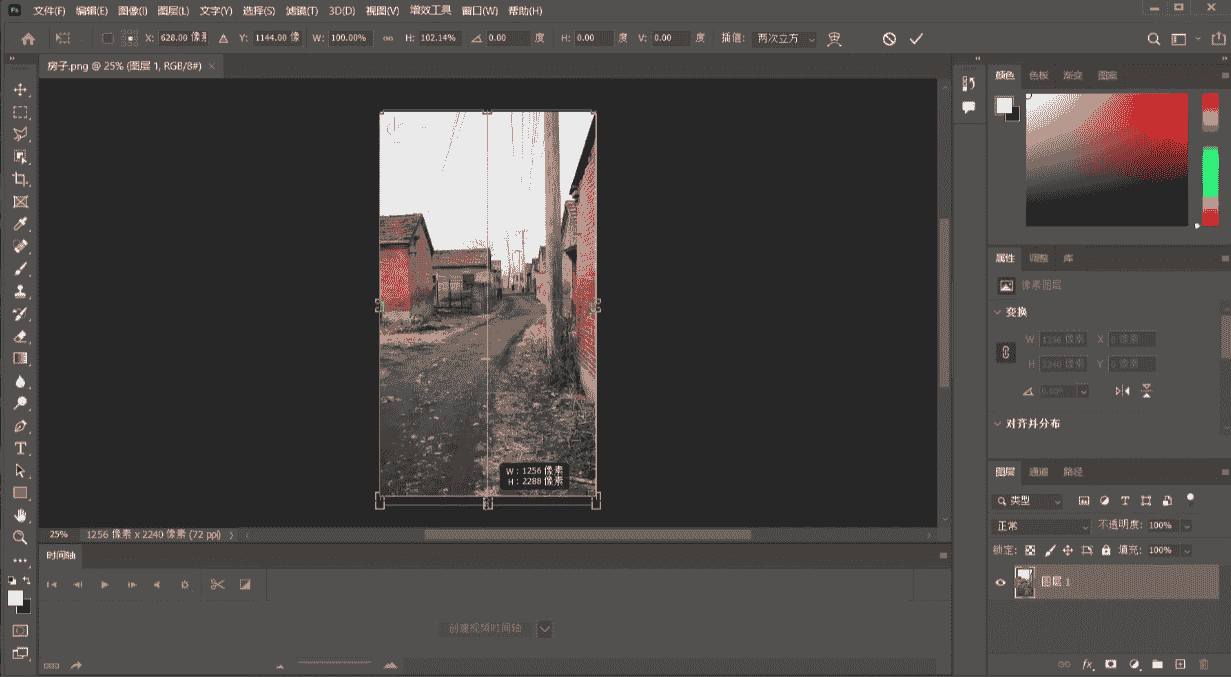 Ps 文件(F) 编辑(E) 图像(I) 图层(L) 文字(Y) 选择(S) 滤镜(T) 3D(D) 视图(V) 增效工具 窗口(W) 帮助(H)
X: 628.00 像素 Y: 1144.00 像 W: 100.00% H: 102.14% 0.00 度 H: 0.00 度 V: 0.00 度 插值: 两次立方
房子.png @ 25% (图层 1, RGB/8#) ×
颜色 色板 渐变 图案
属性 调整 库
像素图层
变换
W 1256 像素 X 0 像素
H 2240 像素 Y 0 像素
0.00°
对齐并分布
W: 1256 像素
H: 2288 像素
图层 通道 路径
类型
正常 不透明度: 100%
锁定: 填充: 100%
图层 1
25% 1256 像素 x 2240 像素 (72 ppi)
时间轴
创建视频时间轴
fx